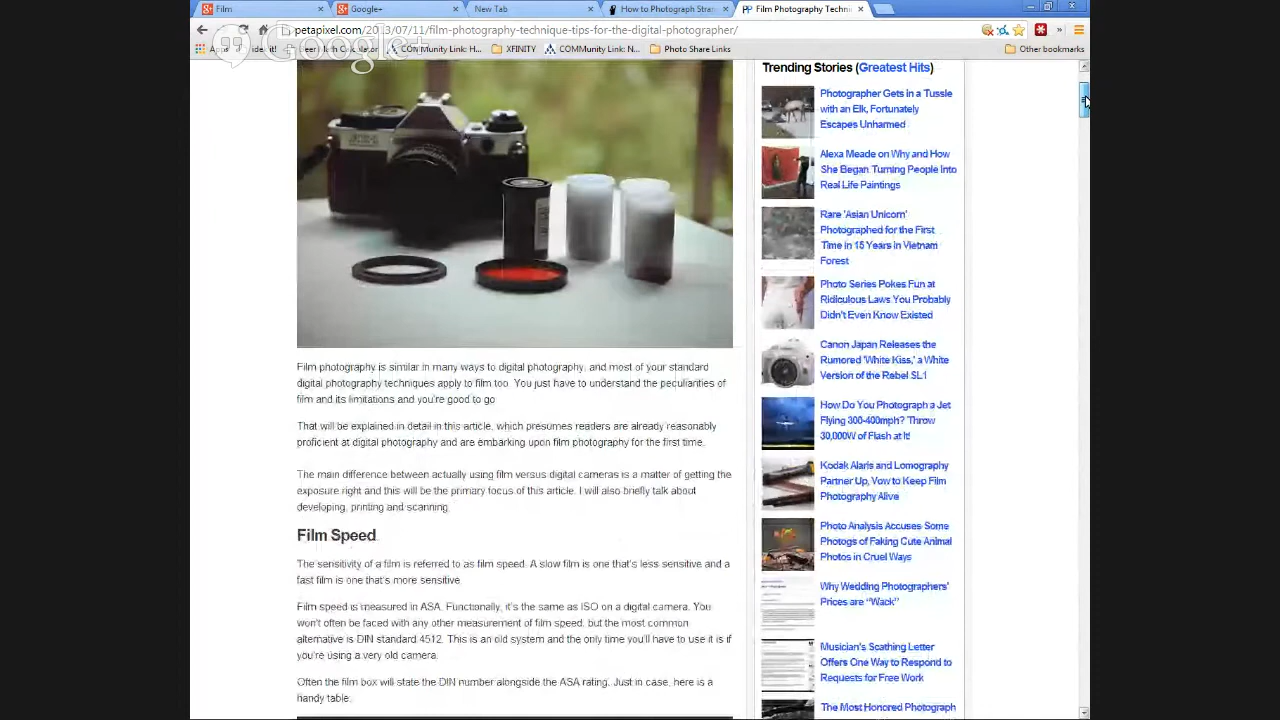 Film
Google+
New Tab
How to Photograph Stran
Film Photography Techni
petapixel.com/2013/07/11/film-photography-technique-tips-for-the-digital-photographer/
Google+
COMMunity Link: H...
XFINITY
COMMunity Link: N...
Photo Share Links
Other bookmarks
Film photography is similar in many ways to digital photography, and most of your standard
digital photography techniques apply to film too. You just have to understand the peculiarities of
film and its limitations and you're good to go
That will be explained in detail in this article, which presumes readers are already reasonably
proficient at digital photography and are embarking upon film photography for the first time.
The main difference between actually using film versus digital cameras is a matter of getting the
exposure right and this will be the primary focus of this article. I will also briefly talk about
developing, printing and scanning.
Film Speed
The sensitivity of a film is referred to as film speed. A slow film is one that's less sensitive and a
fast film is one that's more sensitive
Film speed is measured in ASA. Functionally, it's the same as ISO on a digital camera. You
won't often be faced with any other measurement of film speed, but the most common
alternative is DIN standard 4512. This is an older system and the only time you'll have to use it is if
you're using a very old camera.
Often the film box will state the DIN number alongside the ASA rating. Just in case, here is a
handy table.
Trending Stories (Greatest Hits)
Photographer Gets in a Tussle
with an Elk, Fortunately
Escapes Unharmed
Alexa Meade on Why and How
She Began Turning People Into
Real Life Paintings
Rare 'Asian Unicorn'
Photographed for the First
Time in 15 Years in Vietnam
Forest
Photo Series Pokes Fun at
Ridiculous Laws You Probably
Didn't Even Know Existed
Canon Japan Releases the
Rumored 'White Kiss,' a White
Version of the Rebel SL1
How Do You Photograph a Jet
Flying 300-400mph? Throw
30,000W of Flash at It!
Kodak Alaris and Lomography
Partner Up, Vow to Keep Film
Photography Alive
Photo Analysis Accuses Some
Photogs of Faking Cute Animal
Photos in Cruel Ways
Why Wedding Photographers'
Prices are "Wack"
Musician's Scathing Letter
Offers One Way to Respond to
Requests for Free Work
The Most Honored Photograph